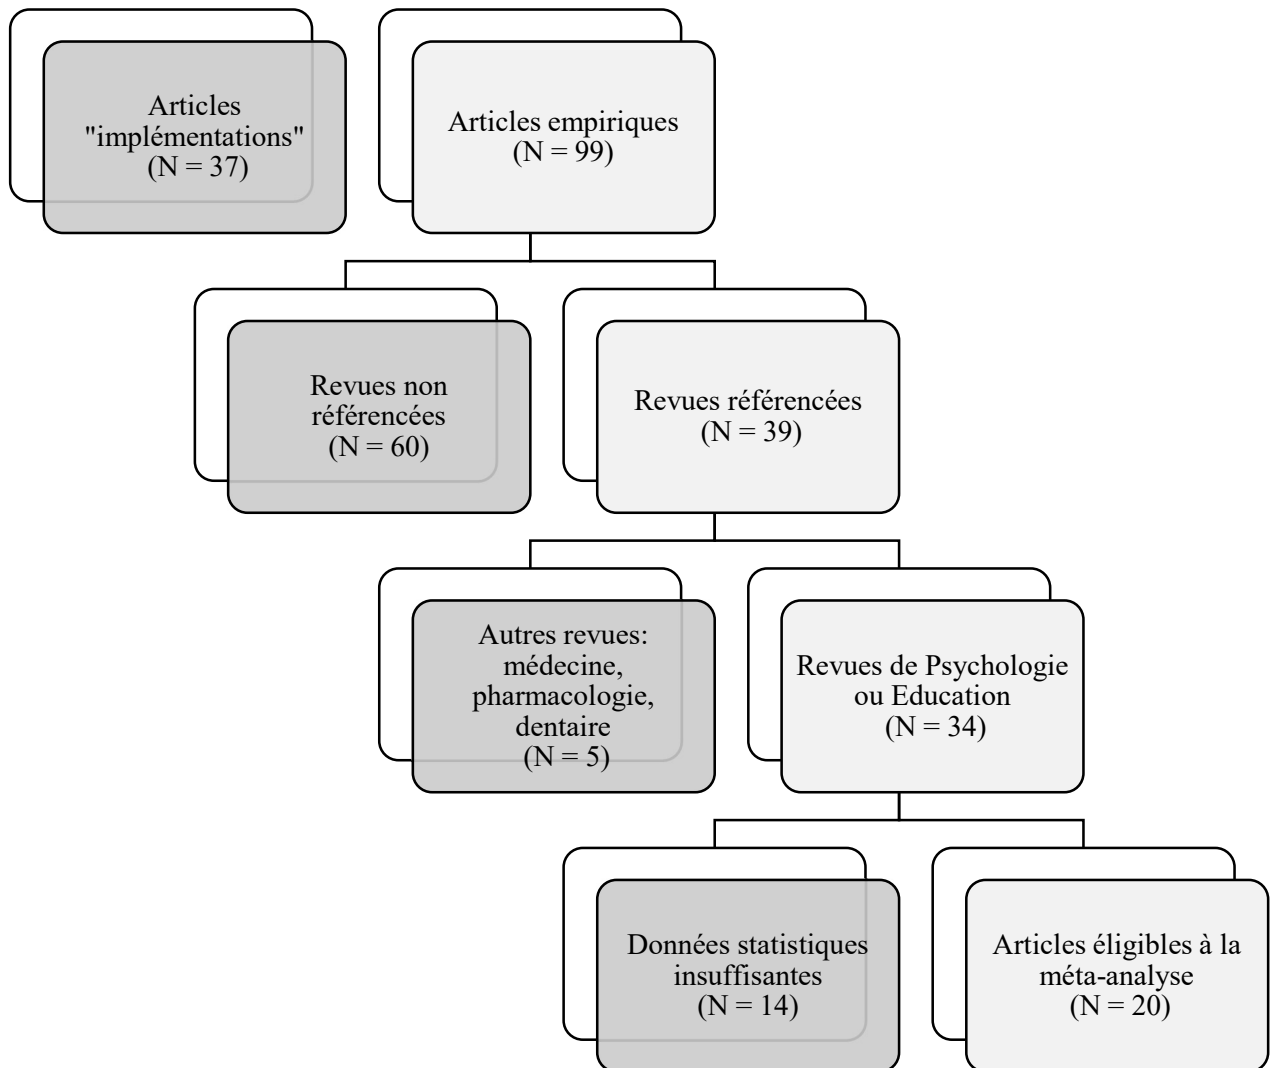 Articles
"implémentations"
(N = 37)
Articles empiriques
(N = 99)
Revues non
référencées
(N = 60)
Revues référencées
(N = 39)
Autres revues:
médecine,
pharmacologie,
dentaire
(N = 5)
Revues de Psychologie
ou Education
(N = 34)
Données statistiques
insuffisantes
(N = 14)
Articles éligibles à la
méta-analyse
(N = 20)